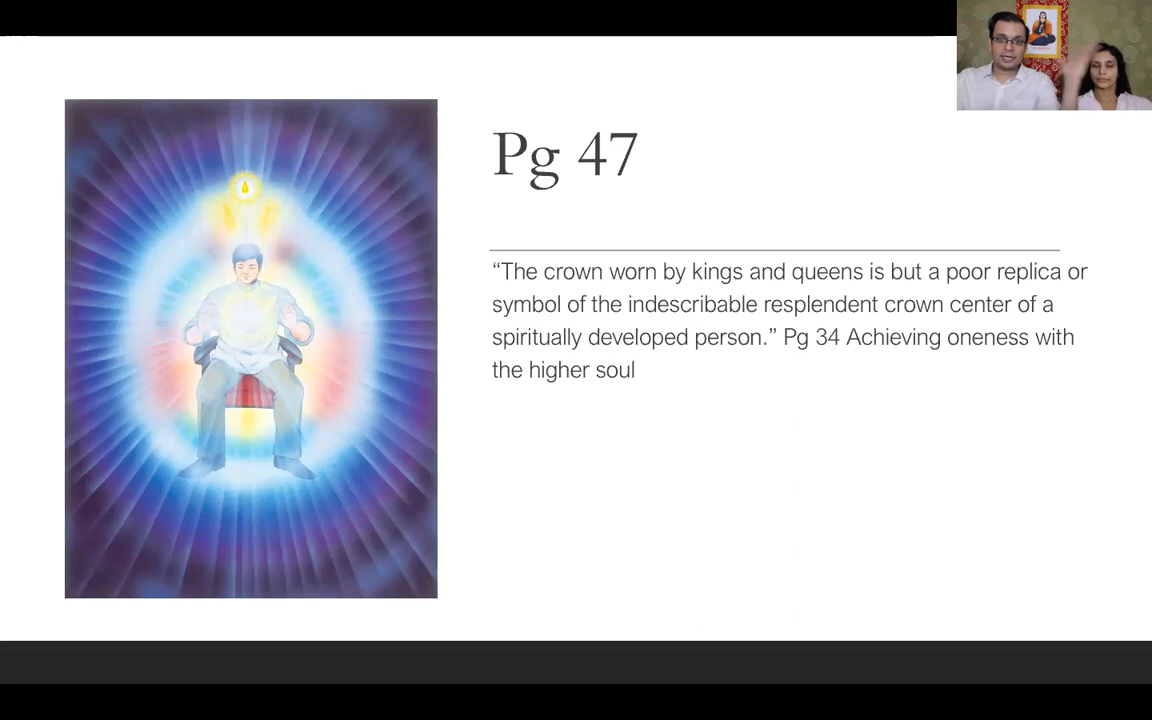 Pg 47
“The crown worn by kings and queens is but a poor replica or
symbol of the indescribable resplendent crown center of a
spiritually developed person.” Pg 34 Achieving oneness with
the higher soul